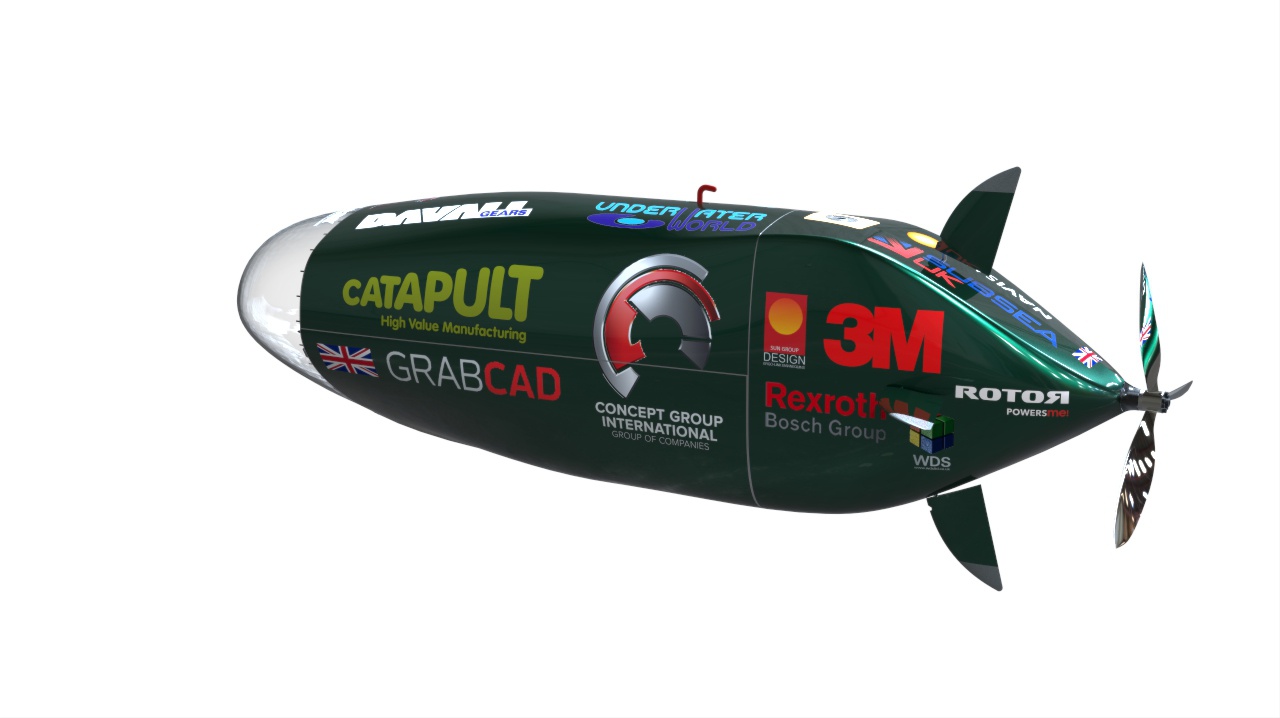 DAVALL
GEARS
UNDERWATER
WORLD
CATAPULT
High Value Manufacturing
GRABCAD
CONCEPT GROUP
INTERNATIONAL
GROUP OF COMPANIES
SUN GROUP
DESIGN
3M
Rexroth
Bosch Group
WDS
UK
SUBSEA
ROTOR
POWERSme!